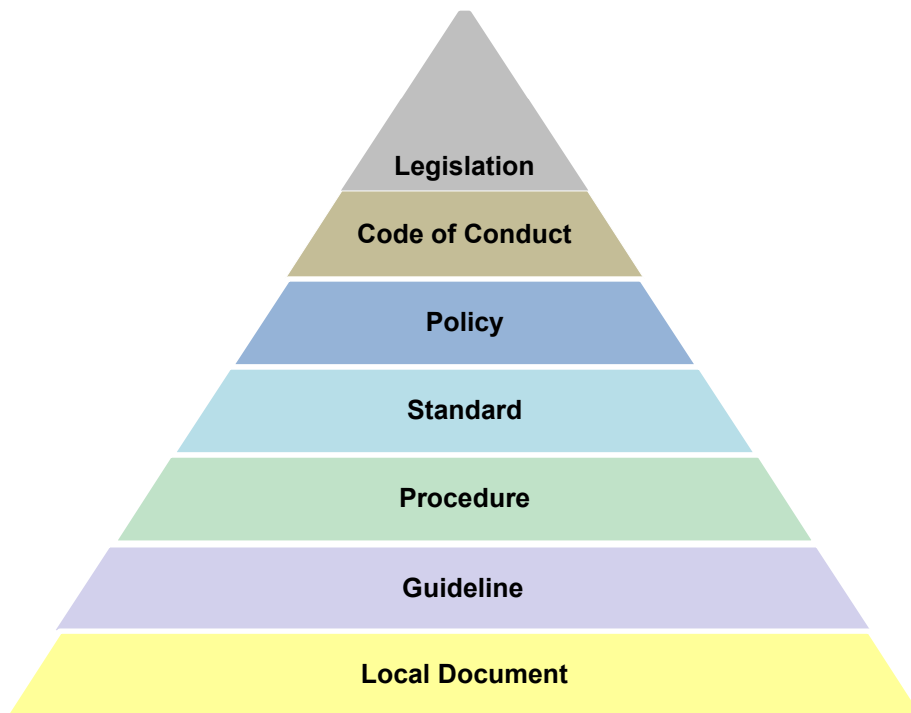 Legislation
Code of Conduct
Policy
Standard
Procedure
Guideline
Local Document